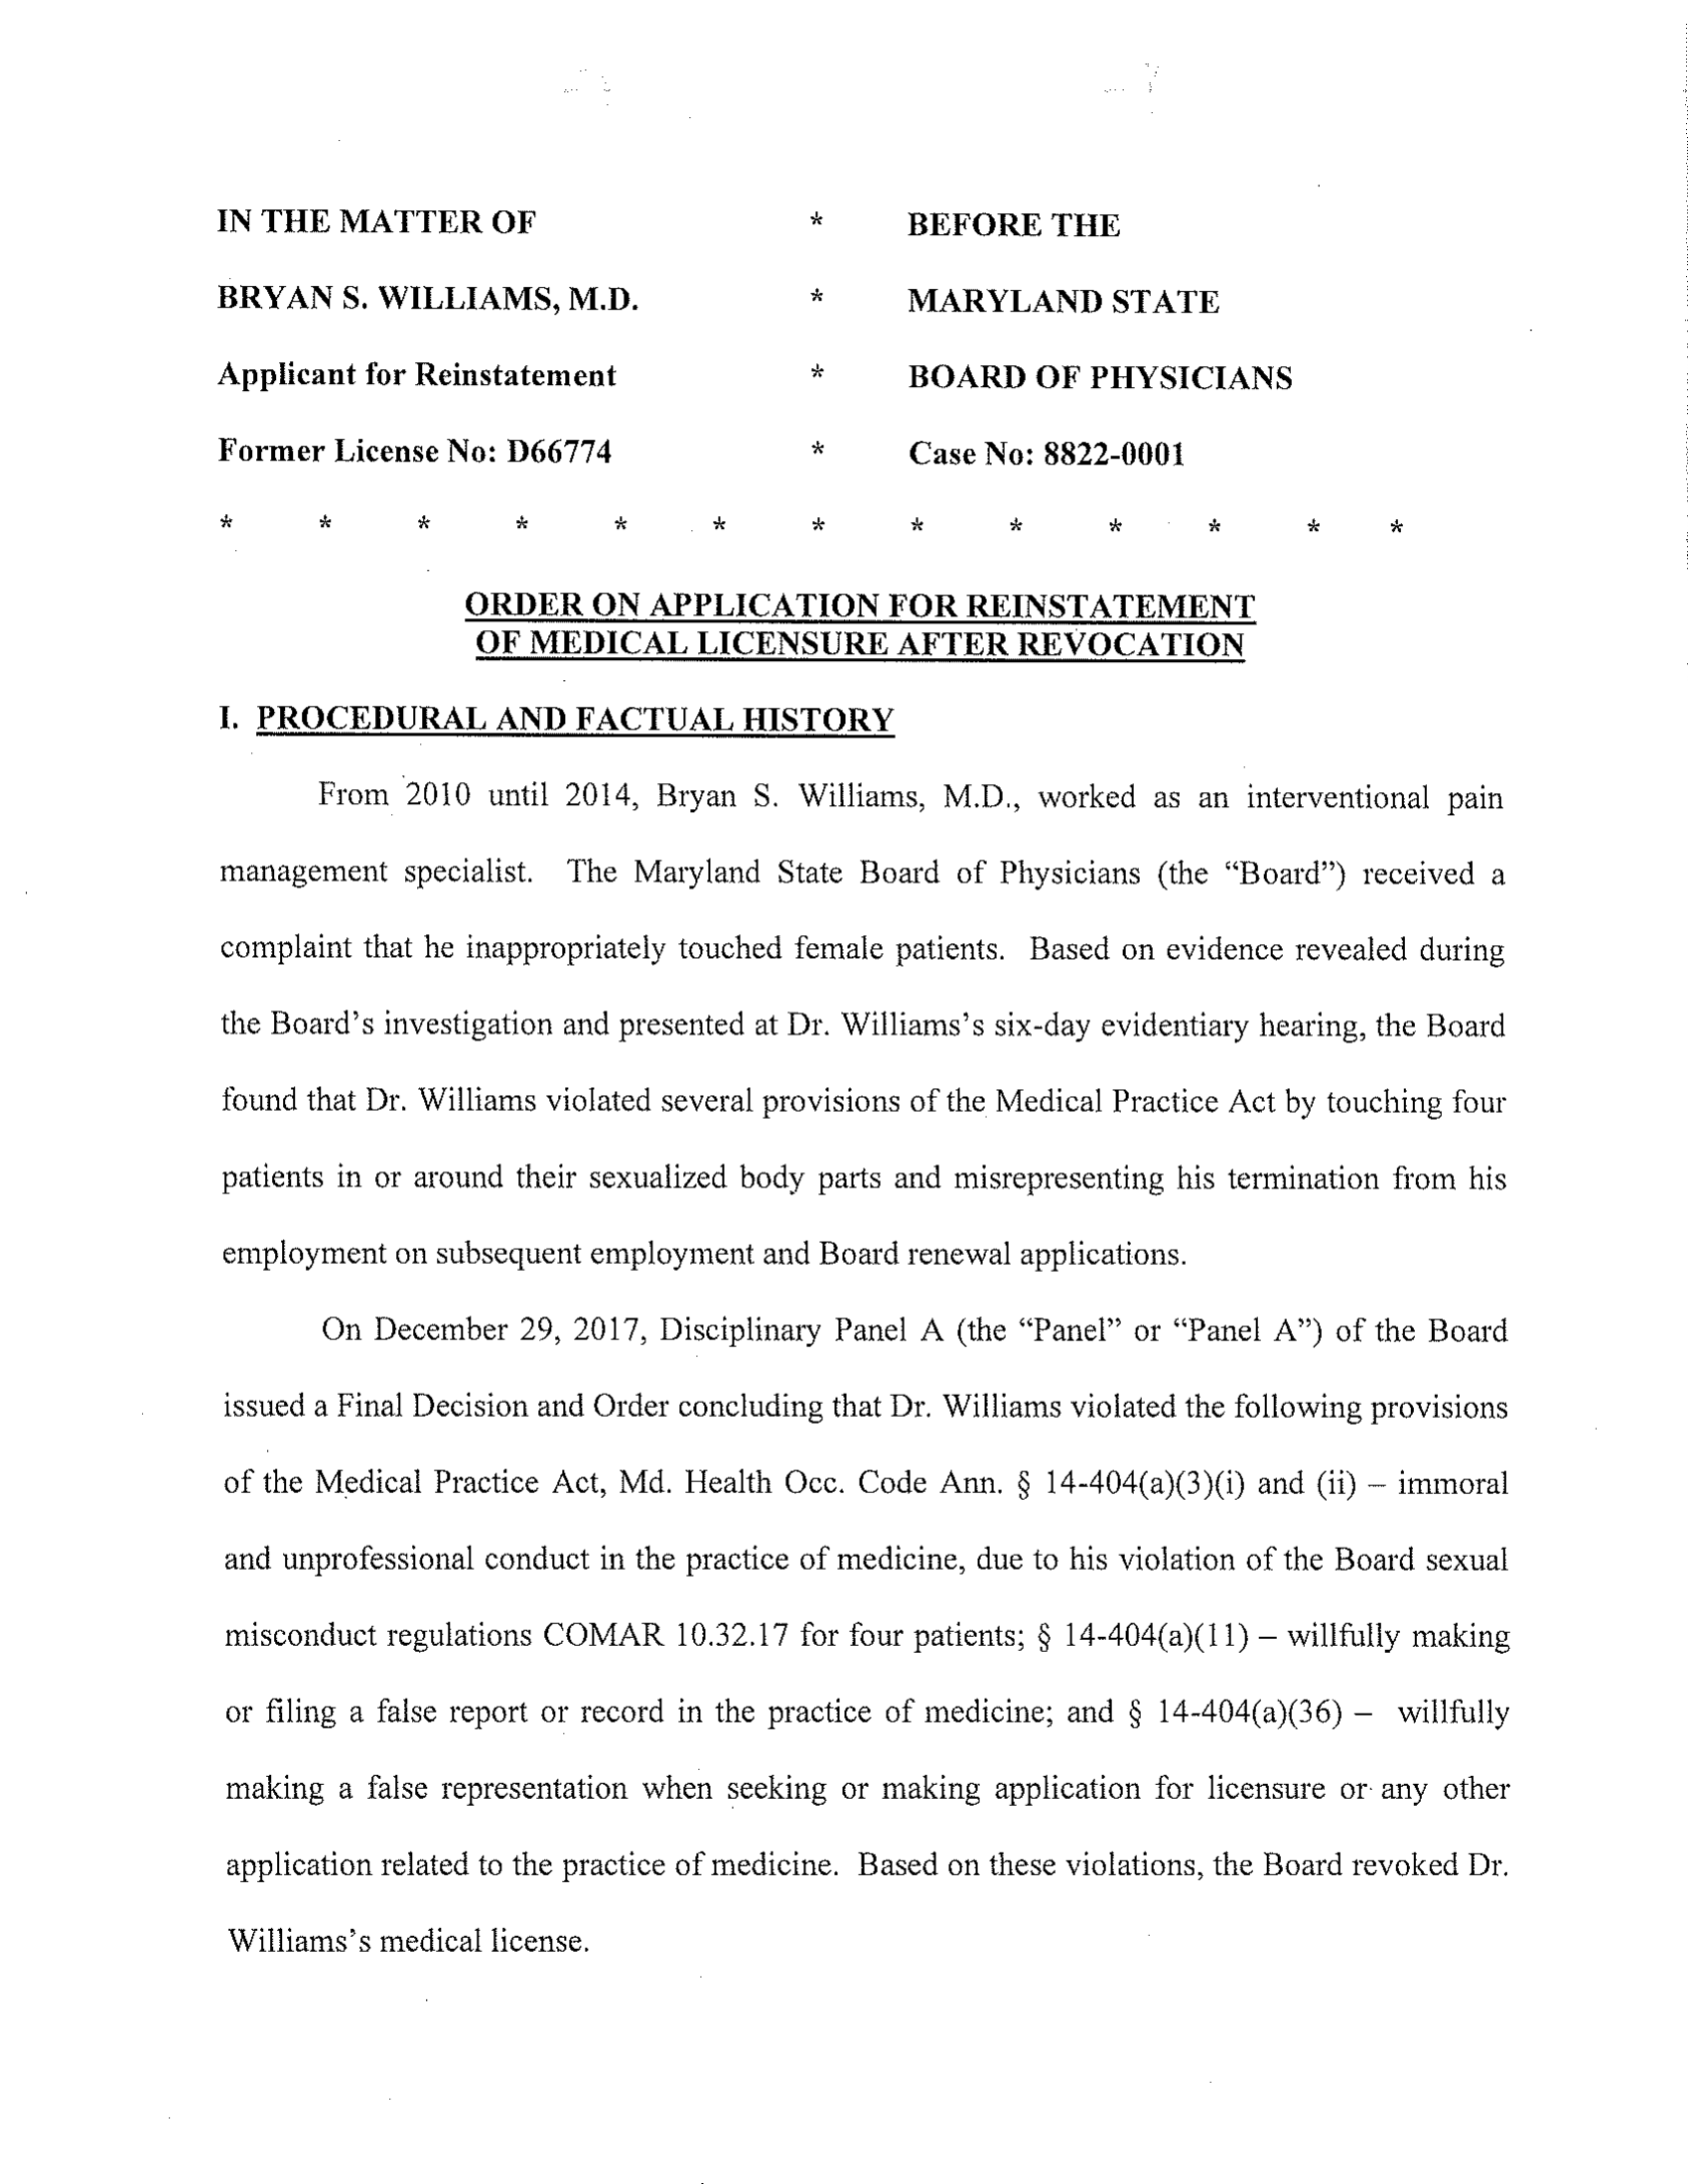 IN THE MATTER OF * BEFORE THE
BRYAN S. WILLIAMS, M.D. * MARYLAND STATE
Applicant for Reinstatement * BOARD OF PHYSICIANS
Former License No: D66774 * Case No: 8822-0001
* * * * * * * * * * * * *
ORDER ON APPLICATION FOR REINSTATEMENT
OF MEDICAL LICENSURE AFTER REVOCATION
I. PROCEDURAL AND FACTUAL HISTORY
From 2010 until 2014, Bryan S. Williams, M.D., worked as an interventional pain
management specialist. The Maryland State Board of Physicians (the “Board”) received a
complaint that he inappropriately touched female patients. Based on evidence revealed during
the Board’s investigation and presented at Dr. Williams’s six-day evidentiary hearing, the Board
found that Dr. Williams violated several provisions of the Medical Practice Act by touching four
patients in or around their sexualized body parts and misrepresenting his termination from his
employment on subsequent employment and Board renewal applications.
On December 29, 2017, Disciplinary Panel A (the “Panel” or “Panel A”) of the Board
issued a Final Decision and Order concluding that Dr. Williams violated the following provisions
of the Medical Practice Act, Md. Health Occ. Code Ann. § 14-404(a)(3)(i) and (ii) – immoral
and unprofessional conduct in the practice of medicine, due to his violation of the Board sexual
misconduct regulations COMAR 10.32.17 for four patients; § 14-404(a)(11) – willfully making
or filing a false report or record in the practice of medicine; and § 14-404(a)(36) – willfully
making a false representation when seeking or making application for licensure or any other
application related to the practice of medicine. Based on these violations, the Board revoked Dr.
Williams’s medical license.